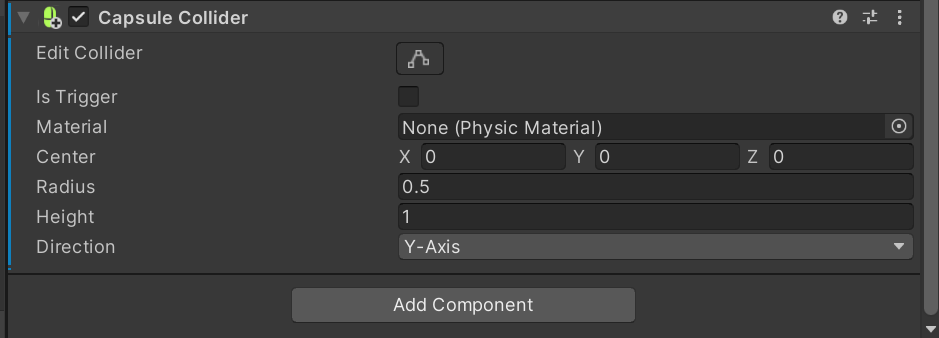 Capsule Collider
Edit Collider
Is Trigger
Material None (Physic Material)
Center X 0 Y 0 Z 0
Radius 0.5
Height 1
Direction Y-Axis
Add Component